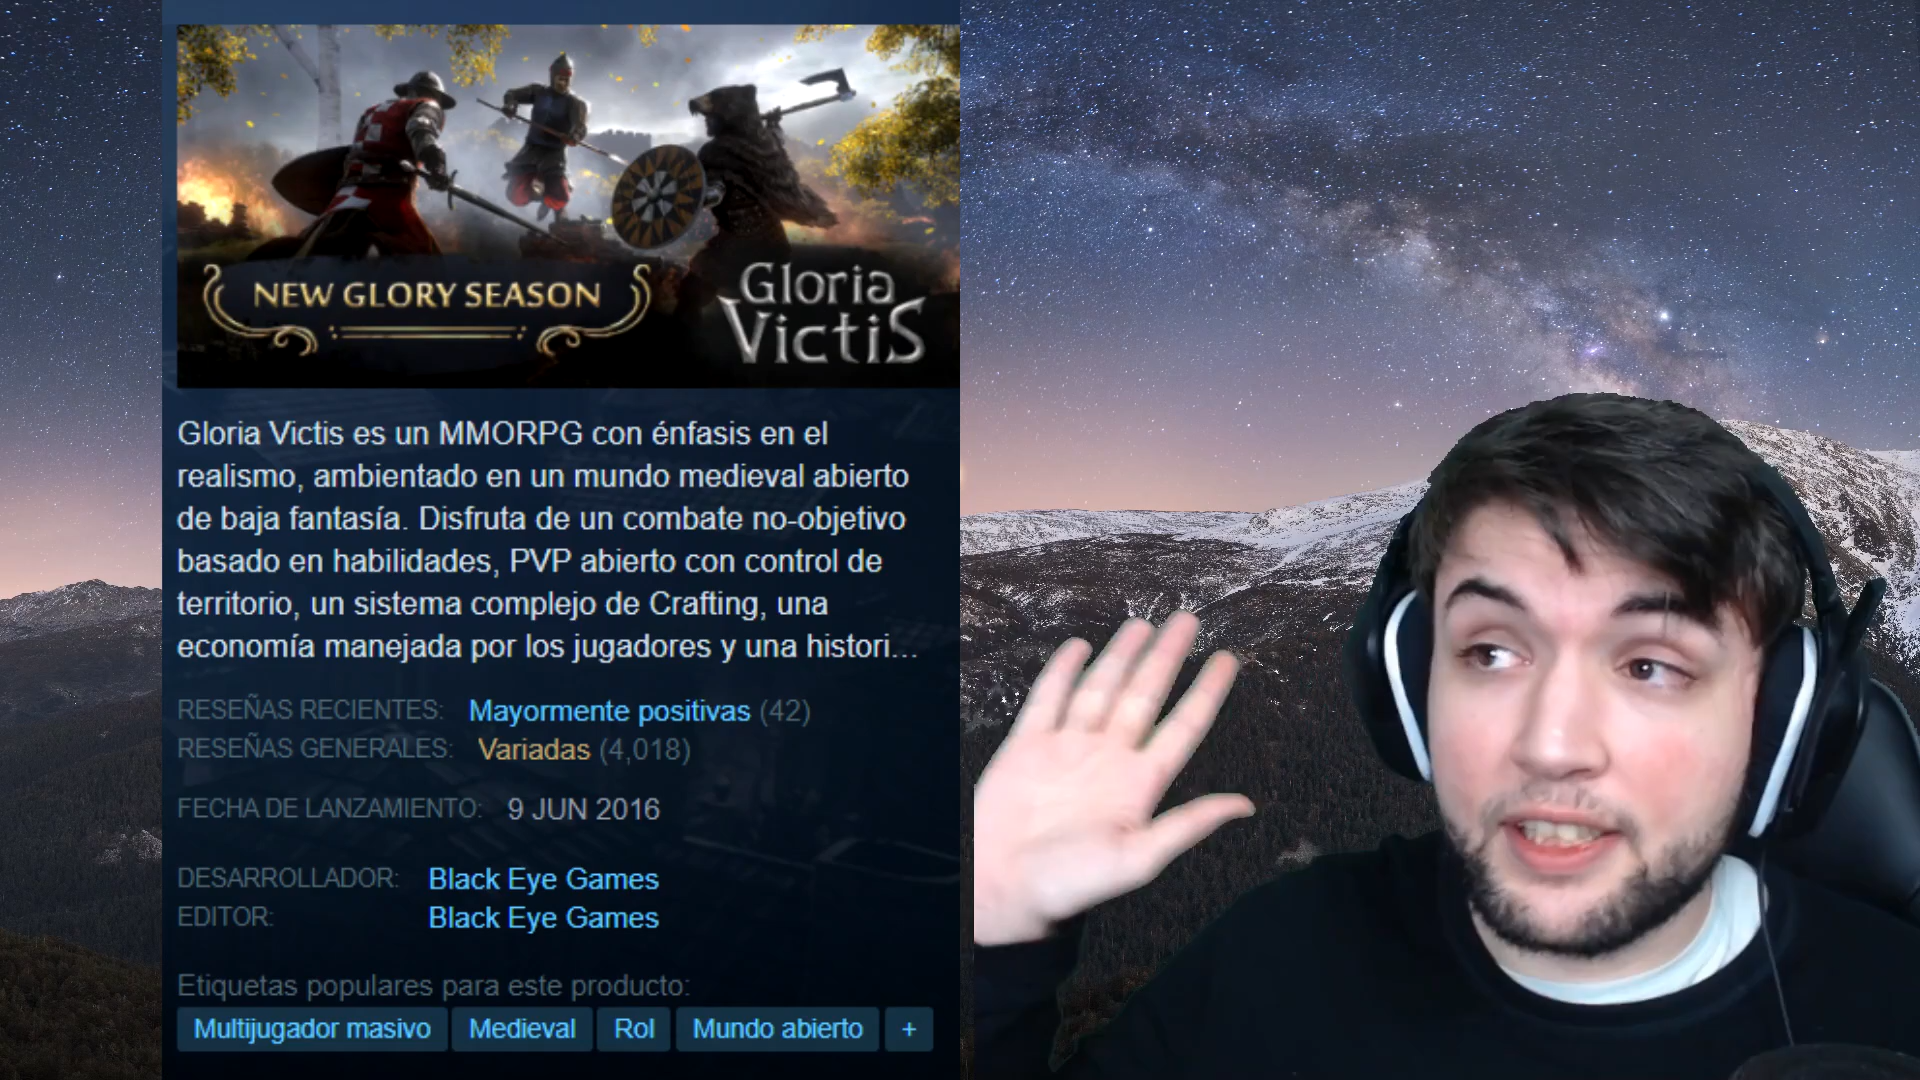 NEW GLORY SEASON
Gloria
Victis
Gloria Victis es un MMORPG con énfasis en el
realismo, ambientado en un mundo medieval abierto
de baja fantasía. Disfruta de un combate no-objetivo
basado en habilidades, PVP abierto con control de
territorio, un sistema complejo de Crafting, una
economía manejada por los jugadores y una histori...
RESEÑAS RECIENTES: Mayormente positivas (42)
RESEÑAS GENERALES: Variadas (4,018)
FECHA DE LANZAMIENTO: 9 JUN 2016
DESARROLLADOR: Black Eye Games
EDITOR: Black Eye Games
Etiquetas populares para este producto:
Multijugador masivo Medieval Rol Mundo abierto +